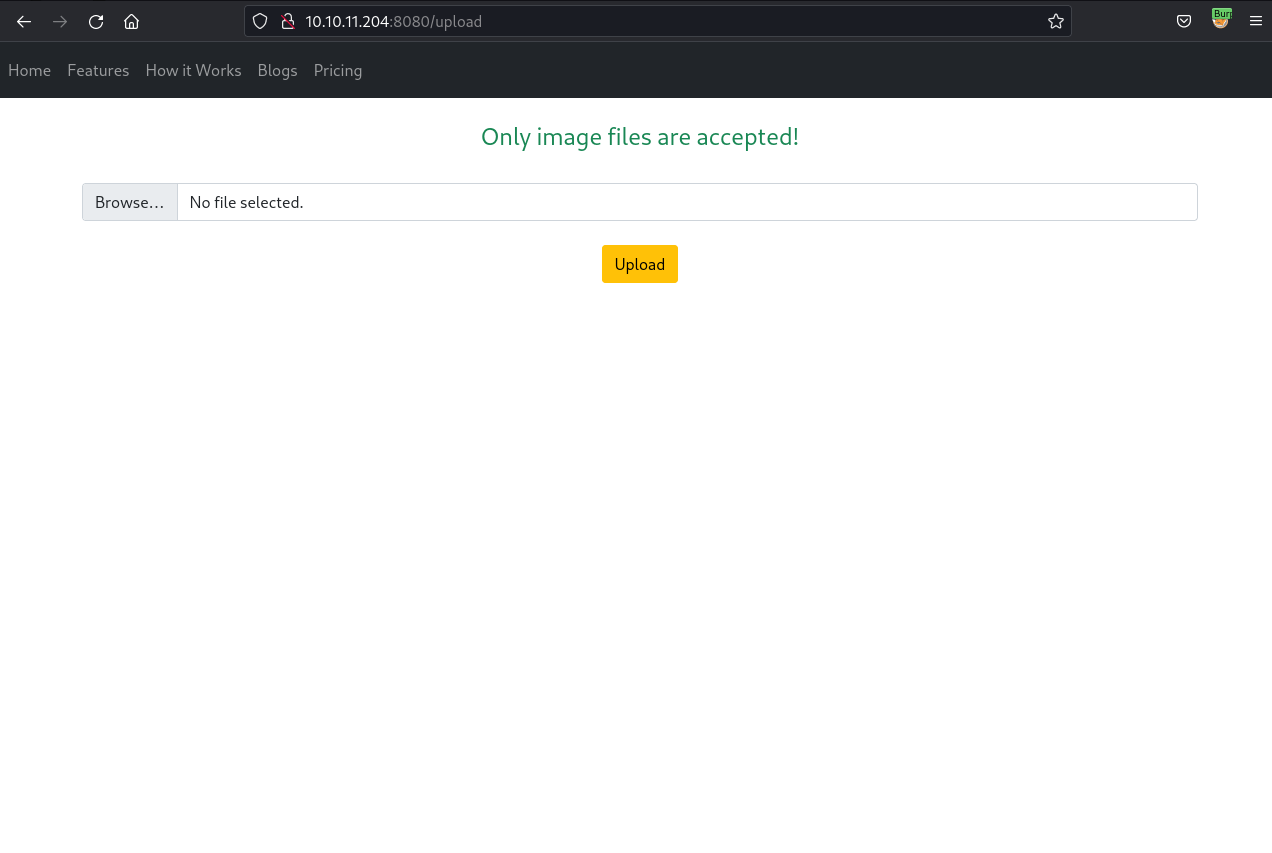 10.10.11.204:8080/upload
Burp
Home Features How it Works Blogs Pricing
Only image files are accepted!
Browse... No file selected.
Upload